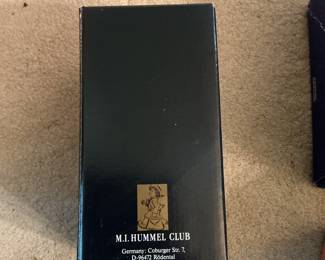 M.I. HUMMEL CLUB
Germany: Coburger Str. 7,
D-96472 Rödental